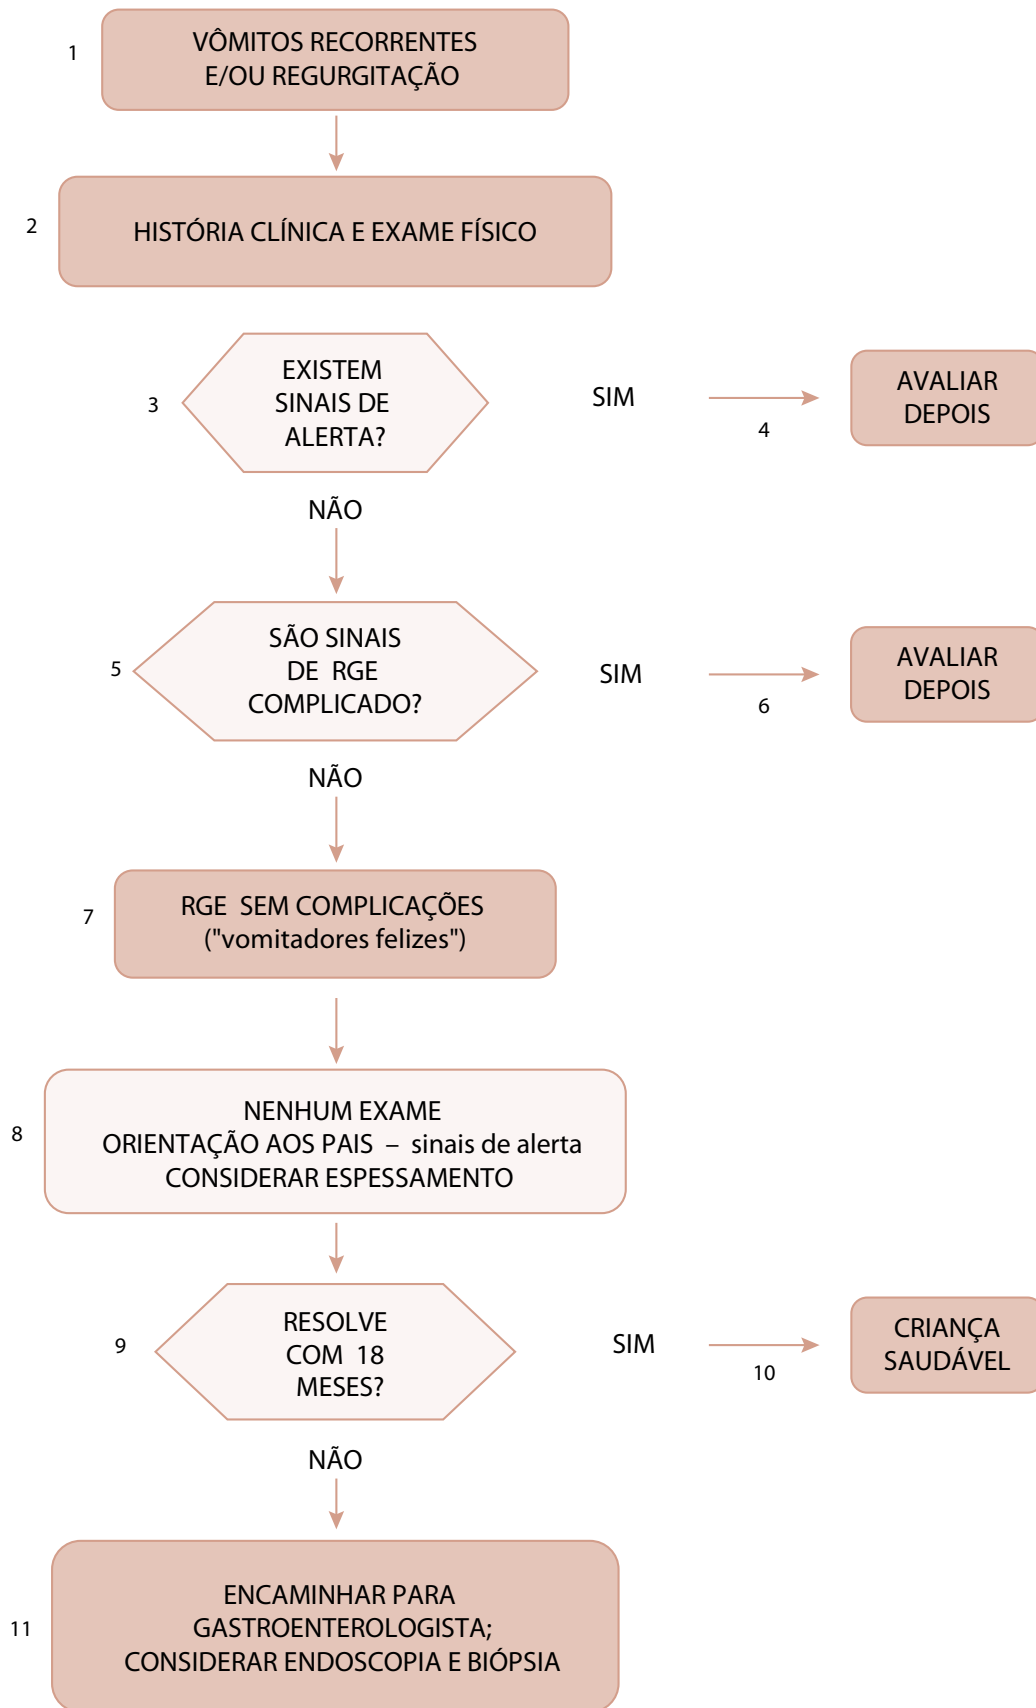 1
VÔMITOS RECORRENTES
E/OU REGURGITAÇÃO
2
HISTÓRIA CLÍNICA E EXAME FÍSICO
3
EXISTEM
SINAIS DE
ALERTA?
SIM
4
AVALIAR
DEPOIS
NÃO
5
SÃO SINAIS
DE RGE
COMPLICADO?
SIM
6
AVALIAR
DEPOIS
NÃO
7
RGE SEM COMPLICAÇÕES
("vomitadores felizes")
8
NENHUM EXAME
ORIENTAÇÃO AOS PAIS – sinais de alerta
CONSIDERAR ESPESSAMENTO
9
RESOLVE
COM 18
MESES?
SIM
10
CRIANÇA
SAUDÁVEL
NÃO
11
ENCAMINHAR PARA
GASTROENTEROLOGISTA;
CONSIDERAR ENDOSCOPIA E BIÓPSIA